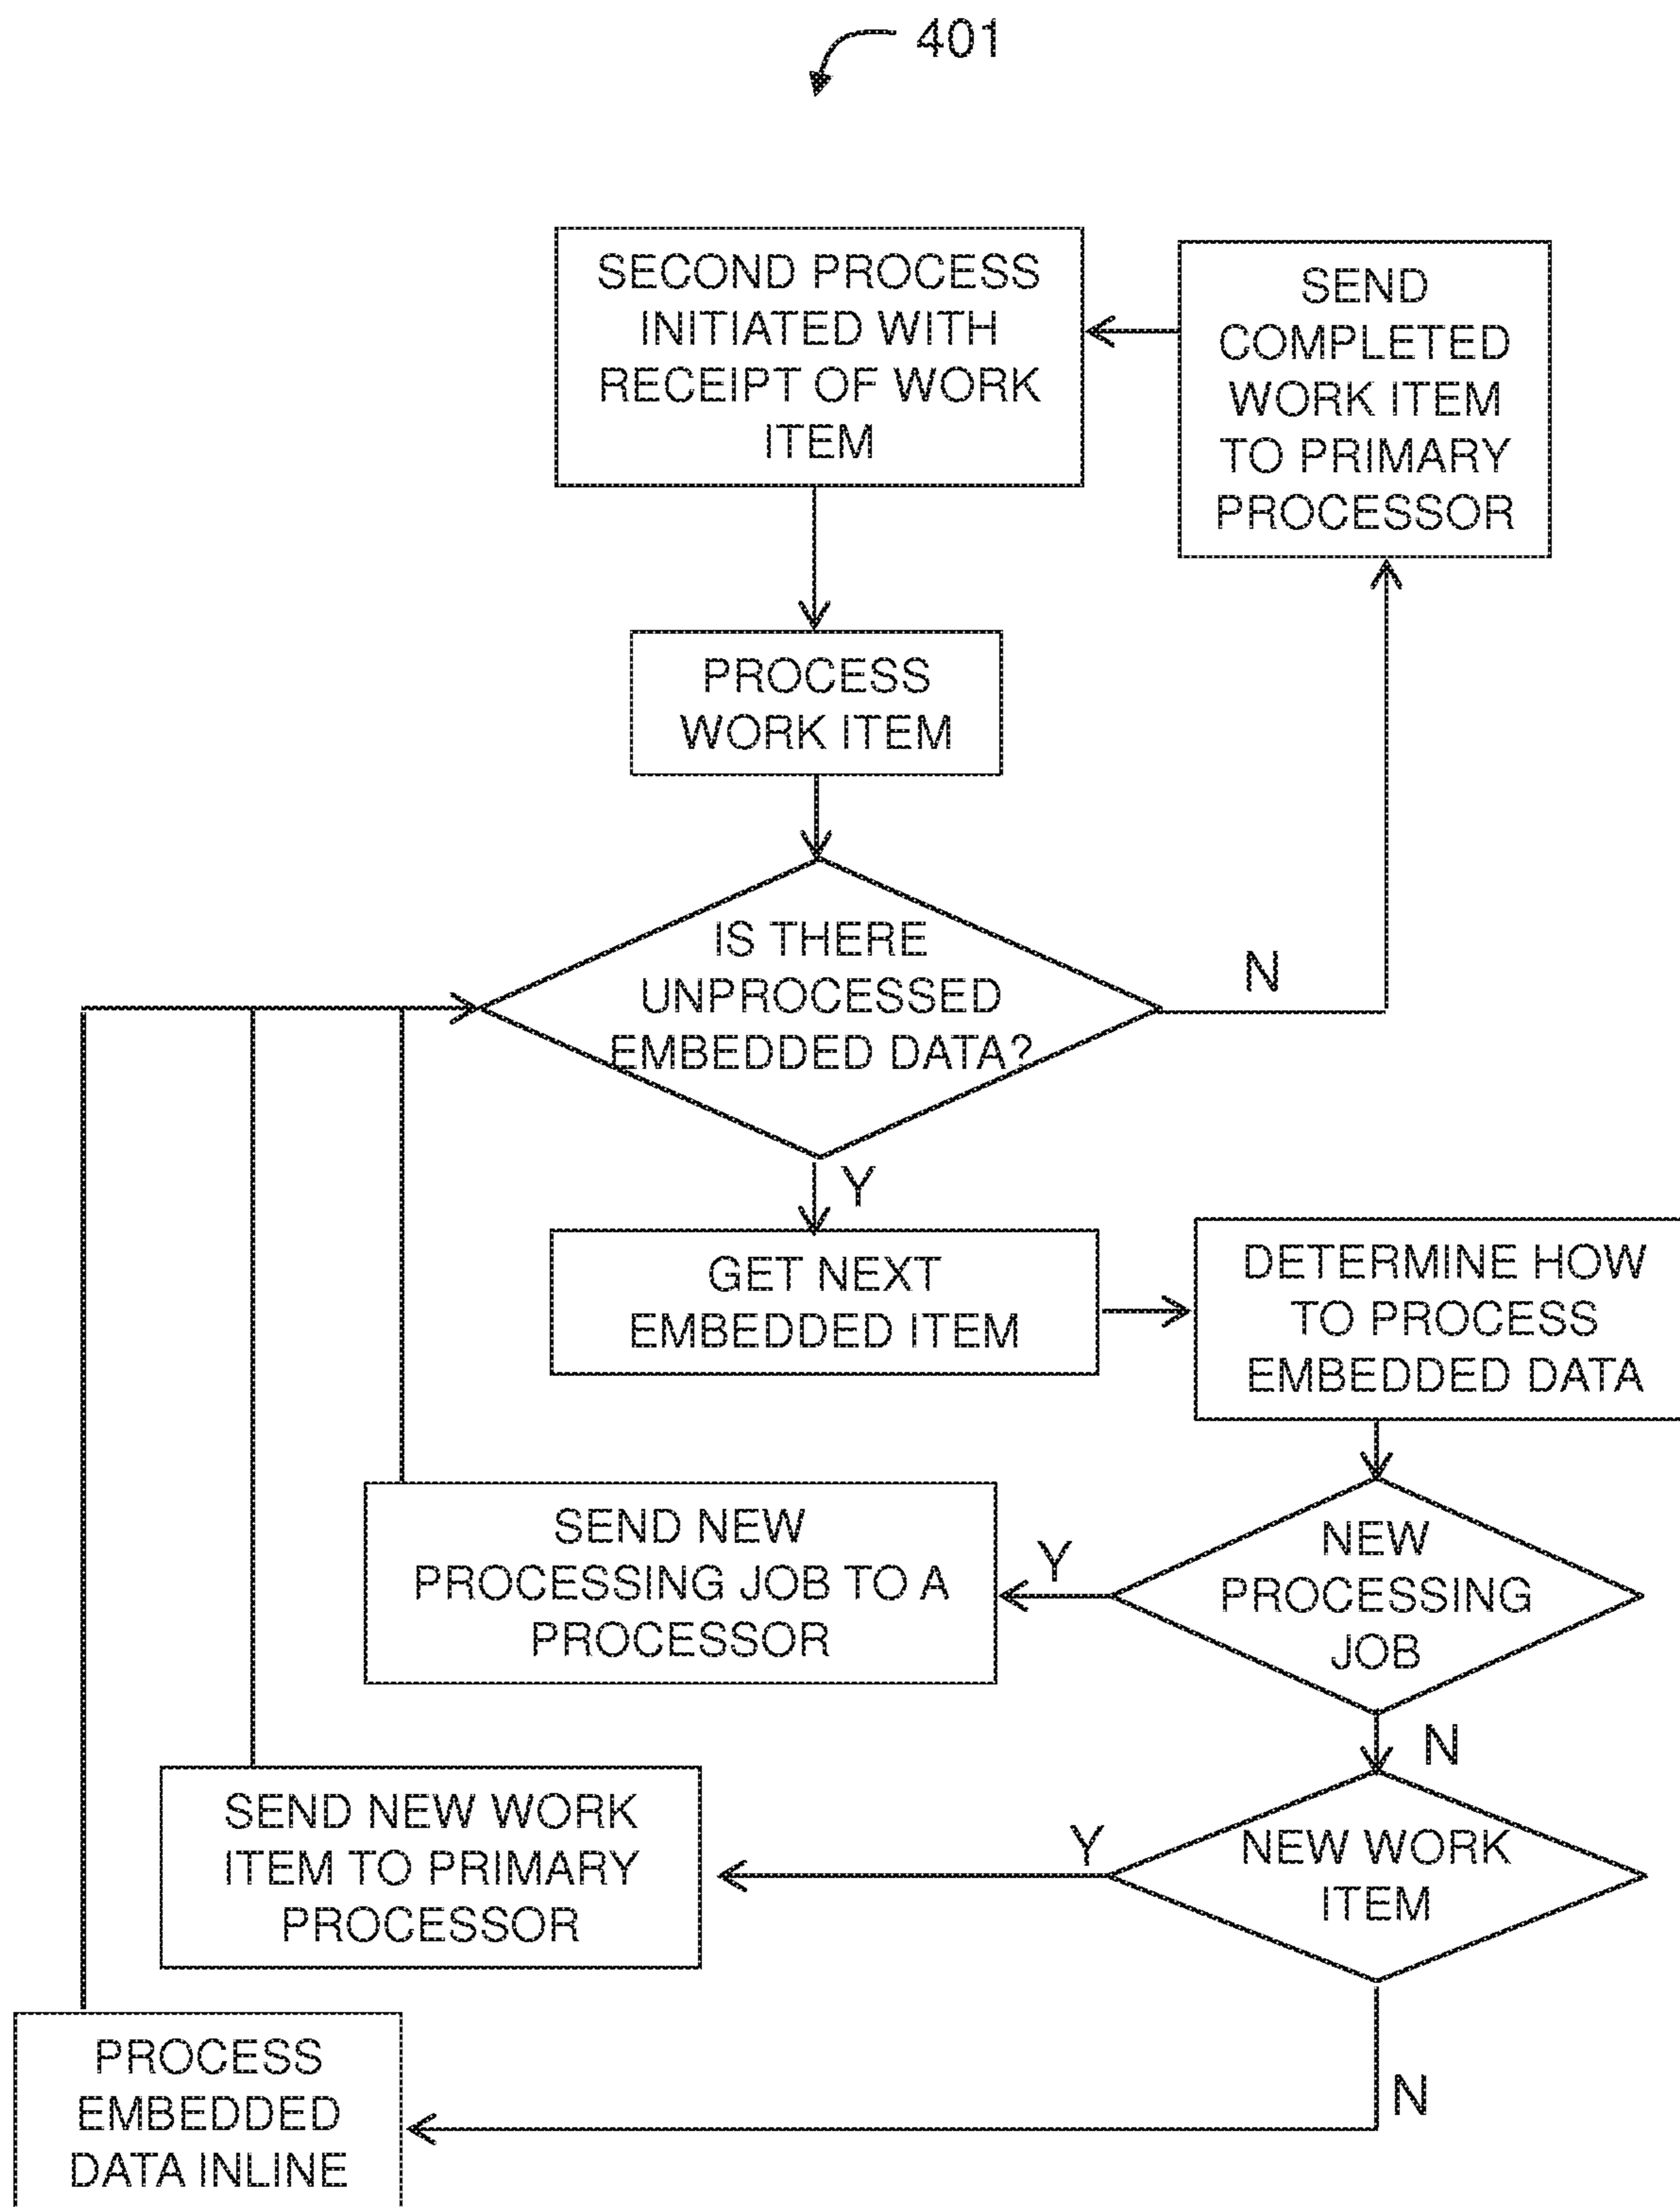 401
SECOND PROCESS
INITIATED WITH
RECEIPT OF WORK
ITEM
SEND
COMPLETED
WORK ITEM
TO PRIMARY
PROCESSOR
PROCESS
WORK ITEM
IS THERE
UNPROCESSED
EMBEDDED DATA?
N
Y
GET NEXT
EMBEDDED ITEM
DETERMINE HOW
TO PROCESS
EMBEDDED DATA
NEW
PROCESSING
JOB
Y
SEND NEW
PROCESSING JOB TO A
PROCESSOR
N
NEW WORK
ITEM
Y
SEND NEW WORK
ITEM TO PRIMARY
PROCESSOR
N
PROCESS
EMBEDDED
DATA INLINE